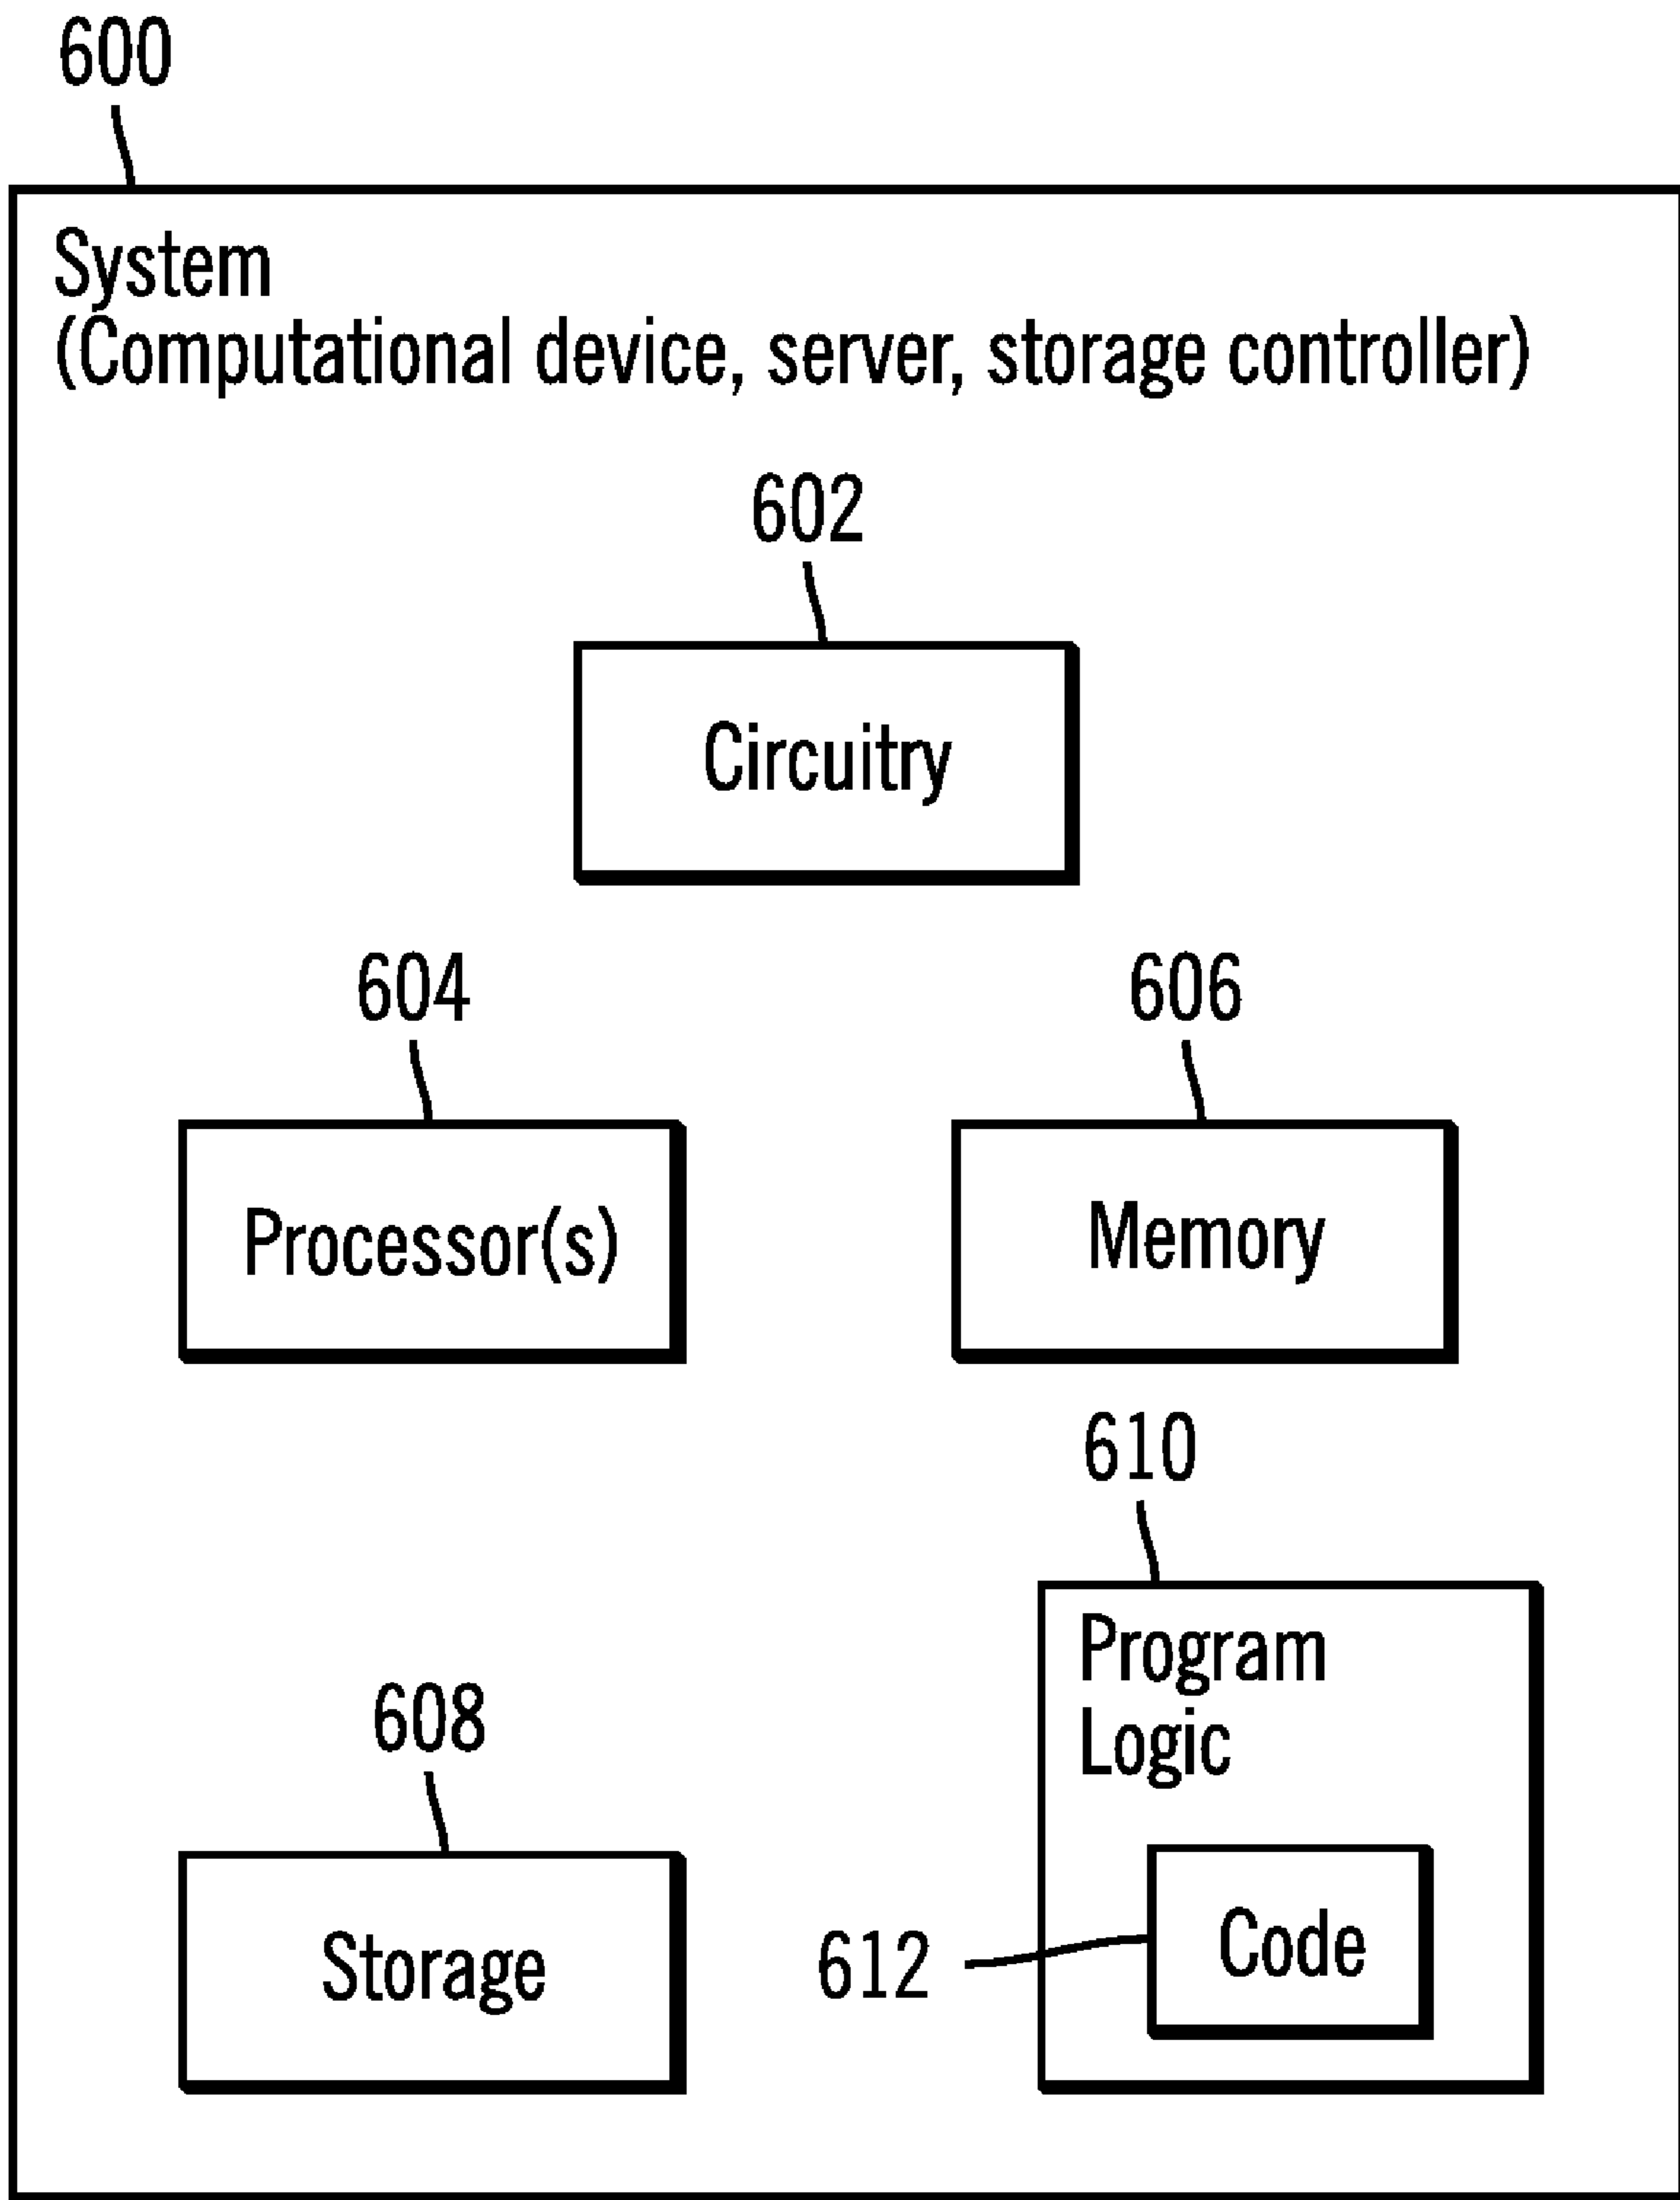 600
System
(Computational device, server, storage controller)
602
Circuitry
604
606
Processor(s)
Memory
610
Program
Logic
608
Storage
612
Code